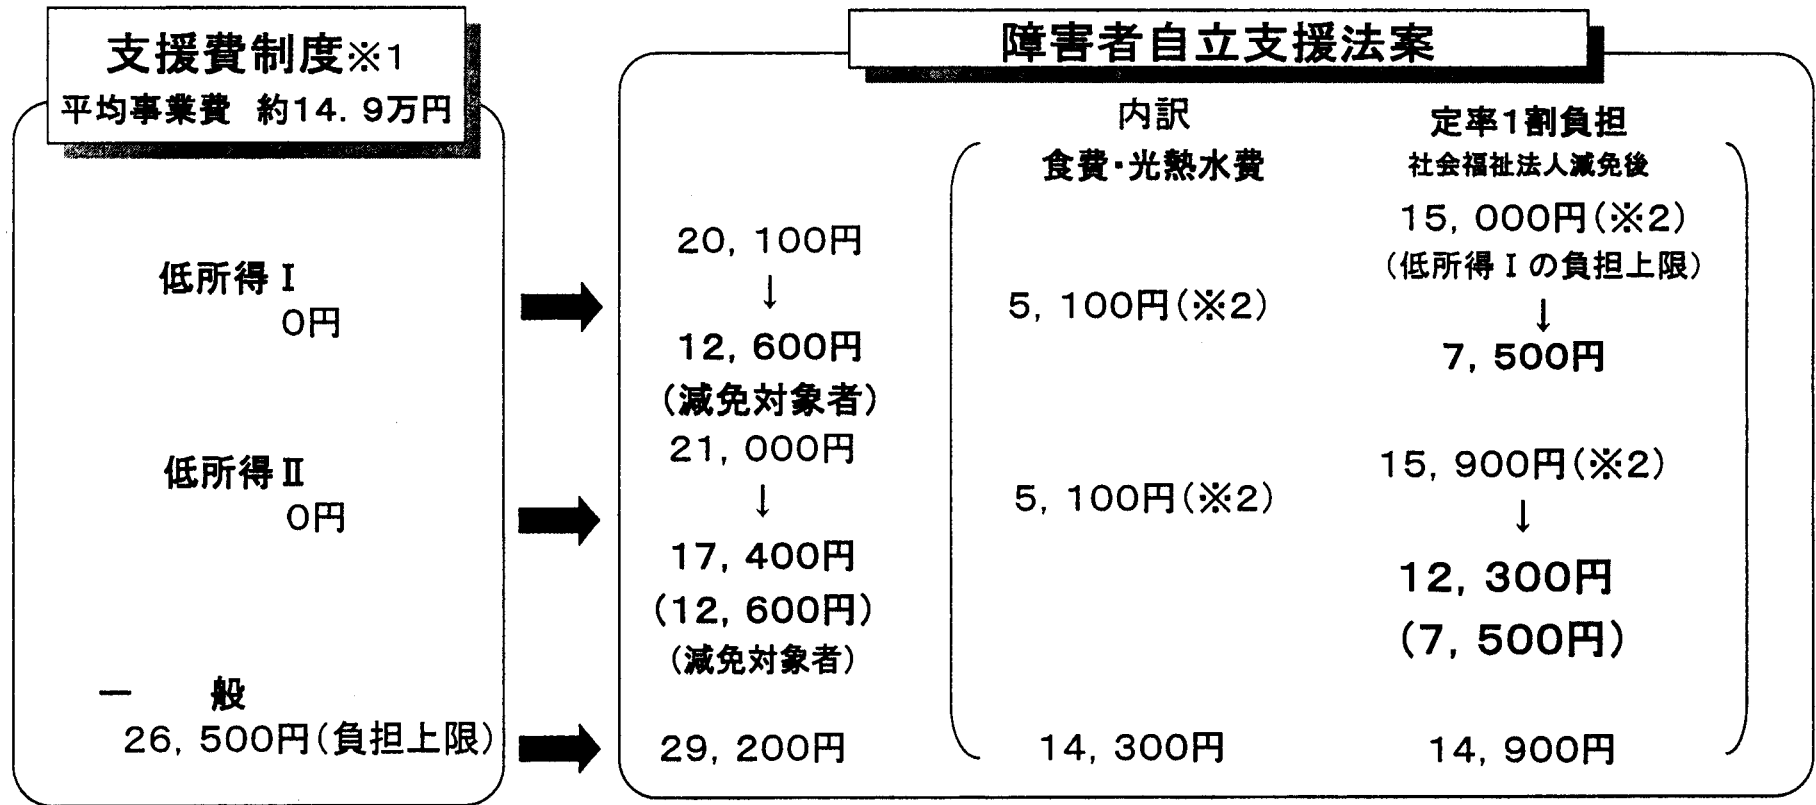 支援費制度※1
平均事業費 約14．9万円
低所得Ⅰ
0円
低所得Ⅱ
0円
一 般
26，500円（負担上限）
障害者自立支援法案
内訳
食費・光熱水費
定率1割負担
社会福祉法人減免後
20，100円
↓
12，600円
（減免対象者）
5，100円（※2）
15，000円（※2）
（低所得Ⅰの負担上限）
↓
7，500円
21，000円
↓
17，400円
（12，600円）
（減免対象者）
5，100円（※2）
15，900円（※2）
↓
12，300円
（7，500円）
29，200円
14，300円
14，900円